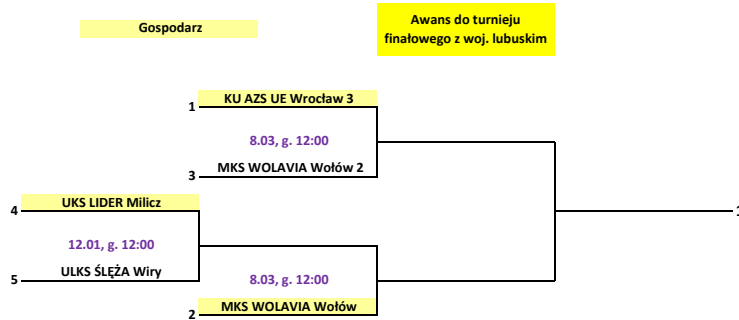 Gospodarz
Awans do turnieju
finałowego z woj. lubuskim
KU AZS UE Wrocław 3
1
8.03, g. 12:00
MKS WOLAVIA Wołów 2
3
UKS LIDER Milicz
4
1
12.01, g. 12:00
ULKS ŚLĘŻA Wiry
5
8.03, g. 12:00
MKS WOLAVIA Wołów
2